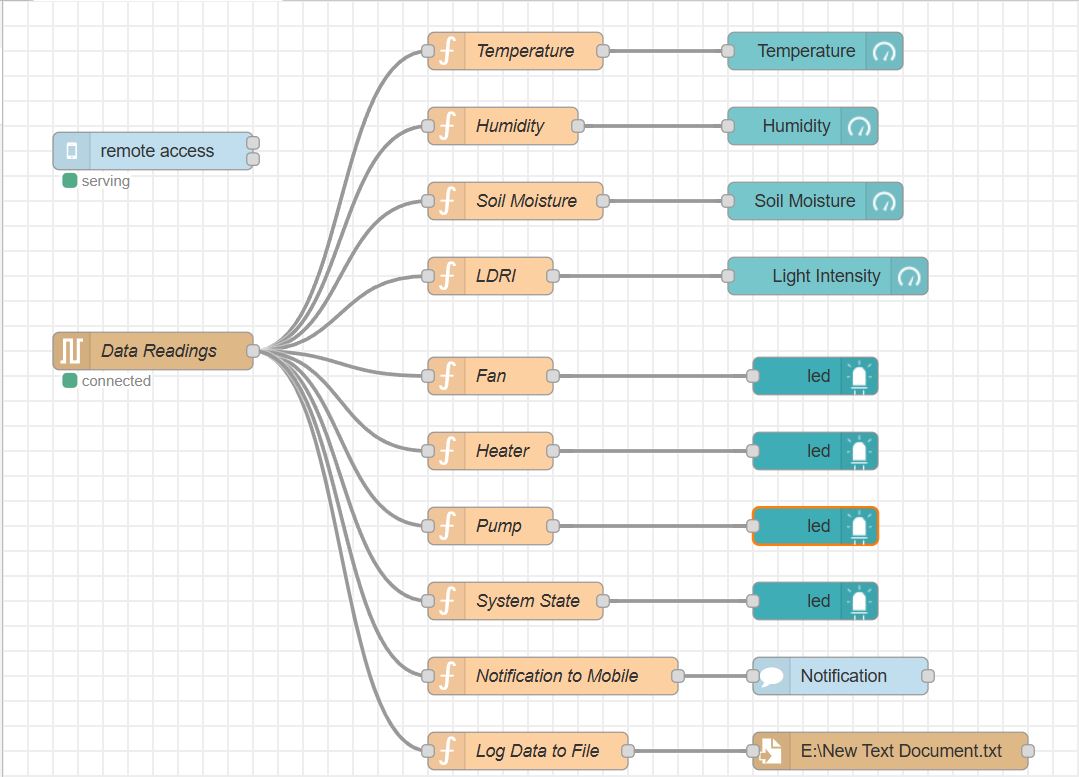 Temperature
Temperature
Humidity
Humidity
remote access
serving
Soil Moisture
Soil Moisture
LDRI
Light Intensity
Data Readings
connected
Fan
led
Heater
led
Pump
led
System State
led
Notification to Mobile
Notification
Log Data to File
E:\New Text Document.txt